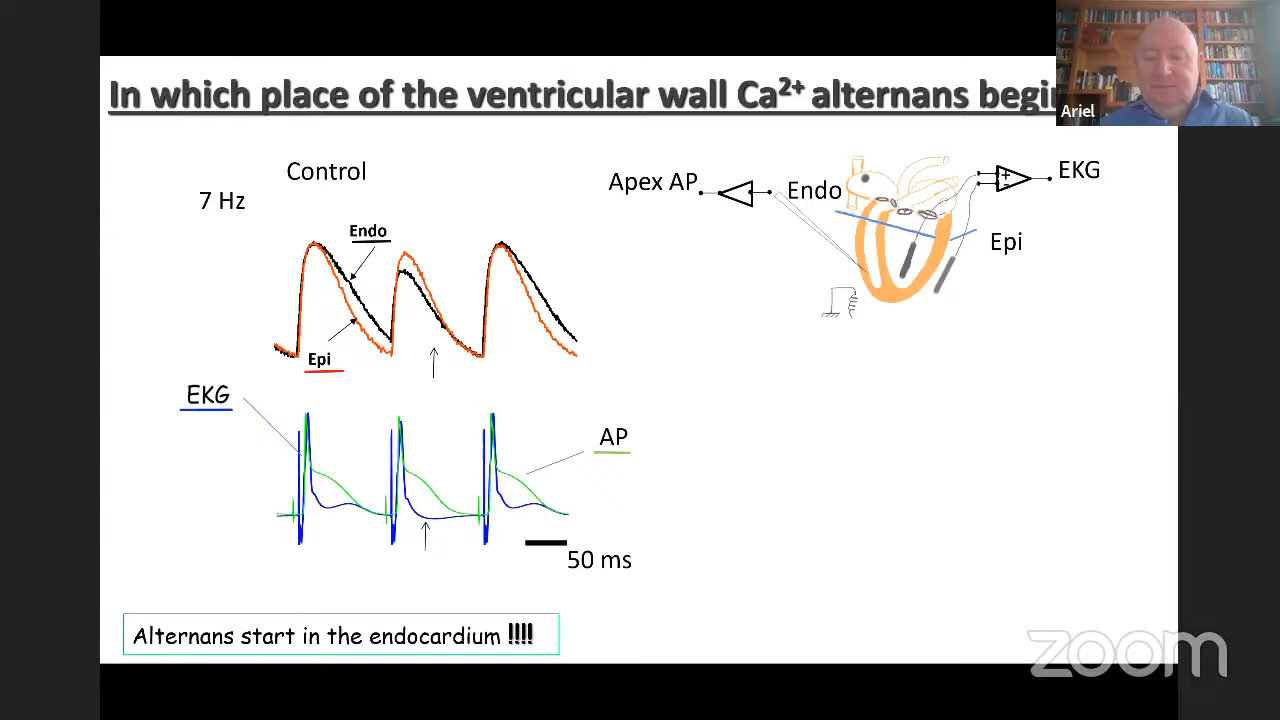 In which place of the ventricular wall Ca²⁺ alternans begin
Ariel
Control
7 Hz
Endo
Epi
Apex AP
Endo
+
-
EKG
Epi
EKG
AP
50 ms
Alternans start in the endocardium !!!!
zoom